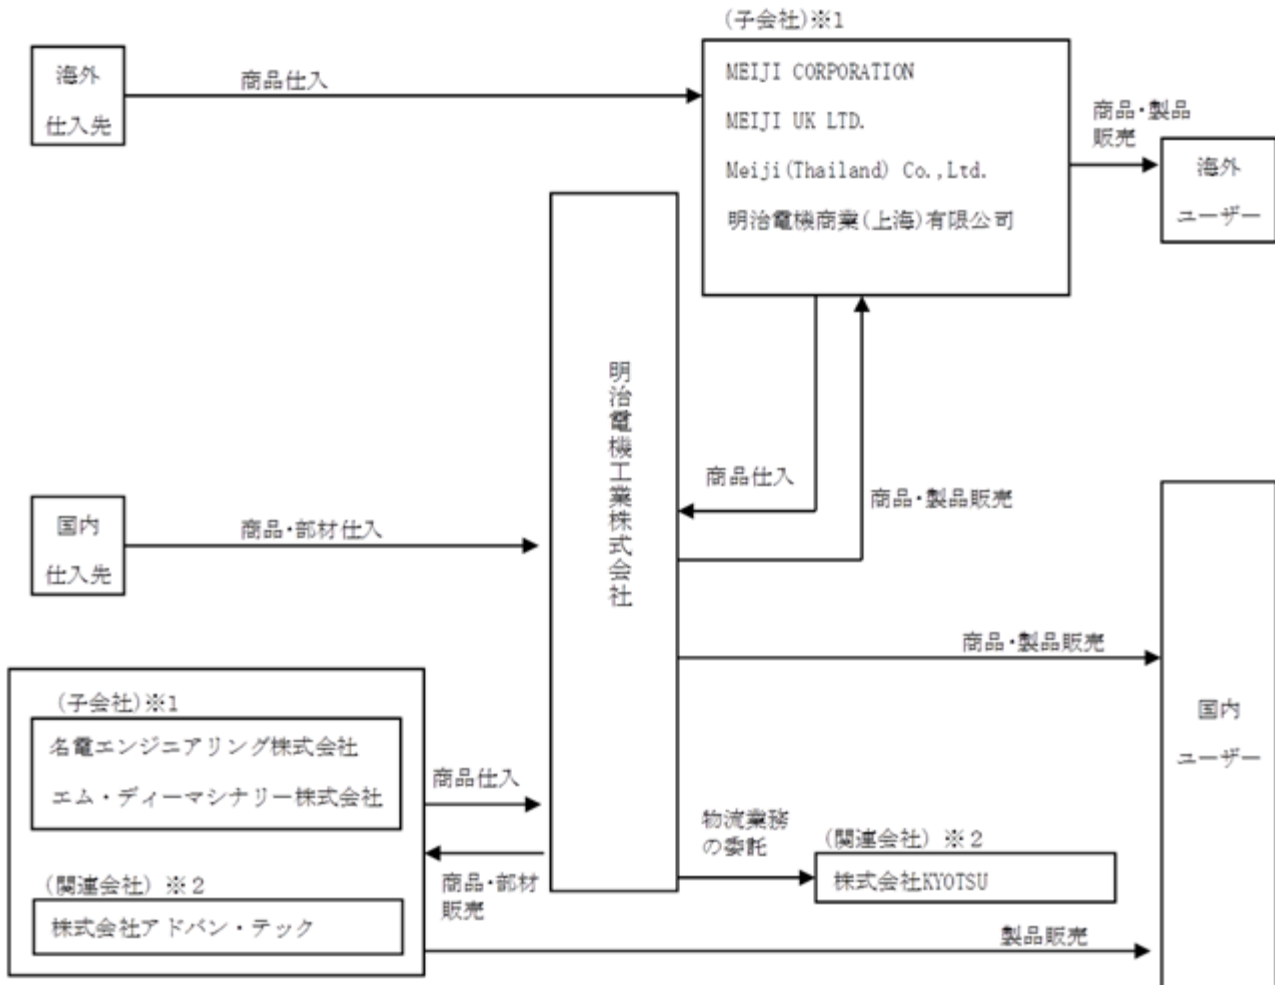 (子会社)※1
海外
仕入先
商品仕入
MEIJI CORPORATION
MEIJI UK LTD.
Meiji(Thailand) Co.,Ltd.
明治電機商業(上海)有限公司
商品・製品
販売
海外
ユーザー
明治電機工業株式会社
商品仕入
商品・製品販売
国内
仕入先
商品・部材仕入
商品・製品販売
国内
ユーザー
(子会社)※1
名電エンジニアリング株式会社
エム・ディーマシナリー株式会社
商品仕入
商品・部材
販売
(関連会社) ※2
株式会社アドバン・テック
物流業務
の委託
(関連会社) ※2
株式会社KYOTSU
製品販売